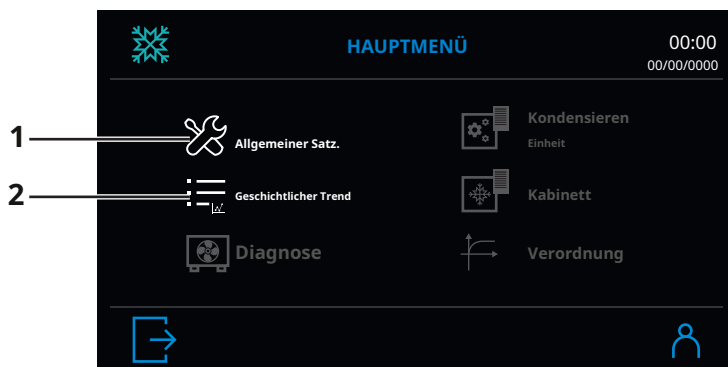 HAUPTMENÜ
00:00
00/00/0000
1
Allgemeiner Satz.
Kondensieren
Einheit
2
Geschichtlicher Trend
Kabinett
Diagnose
Verordnung